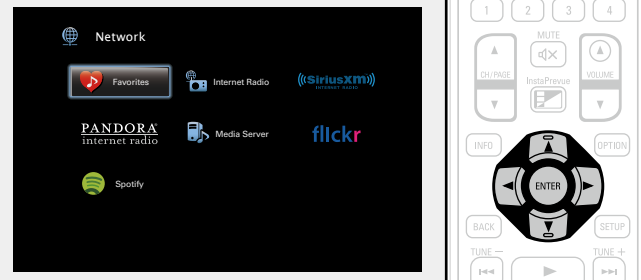 Network
Favorites
Internet Radio
((SiriusXM))
INTERNET RADIO
PANDORA®
internet radio
Media Server
flickr
Spotify
1 2 3 4
MUTE
CH/PAGE
InstaPrevue
VOLUME
INFO
OPTION
ENTER
BACK
SETUP
TUNE −
TUNE +